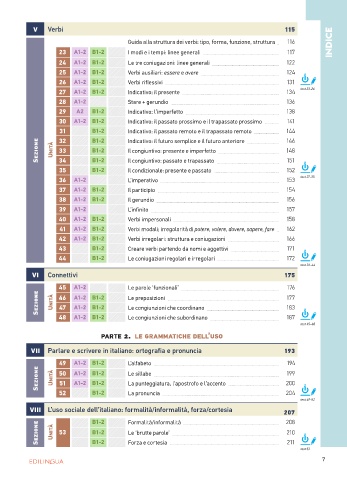 INDICE
V Verbi 115
Guida alla struttura dei verbi: tipo, forma, funzione, struttura 116
23 A1-2 B1-2 I modi e i tempi: linee generali 117
24 A1-2 B1-2 Le tre coniugazioni: linee generali 122
25 A1-2 B1-2 Verbi ausiliari: essere e avere 124
26 A1-2 B1-2 Verbi riflessivi 131
27 A1-2 B1-2 Indicativo: il presente 134
28 A1-2 Stare + gerundio 136
29 A2 B1-2 Indicativo: l'imperfetto 138
30 A1-2 B1-2 Indicativo: il passato prossimo e il trapassato prossimo 141
31 B1-2 Indicativo: il passato remoto e il trapassato remoto 144
32 B1-2 Indicativo: il futuro semplice e il futuro anteriore 146
33 B1-2 Il congiuntivo: presente e imperfetto 148
34 B1-2 Il congiuntivo: passato e trapassato 151
35 B1-2 Il condizionale: presente e passato 152
36 A1-2 L'imperativo 153
37 A1-2 B1-2 Il participio 154
38 A1-2 B1-2 Il gerundio 156
39 A1-2 L'infinito 157
40 A1-2 B1-2 Verbi impersonali 158
41 A1-2 B1-2 Verbi modali; irregolarità di potere, volere, dovere, sapere, fare 162
42 A1-2 B1-2 Verbi irregolari: struttura e coniugazioni 166
43 B1-2 Creare verbi partendo da nomi e aggettivi 171
44 B1-2 Le coniugazioni regolari e irregolari 172
Sezione
Unità
VI Connettivi 175
45 A1-2 Le parole 'funzionali' 176
46 A1-2 B1-2 Le preposizioni 177
47 A1-2 B1-2 Le congiunzioni che coordinano 183
48 A1-2 B1-2 Le congiunzioni che subordinano 187
Sezione
Unità
PARTE 2. LE GRAMMATICHE DELL'USO
VII Parlare e scrivere in italiano: ortografia e pronuncia 193
49 A1-2 B1-2 L'alfabeto 194
50 A1-2 B1-2 Le sillabe 199
51 A1-2 B1-2 La punteggiatura, l'apostrofo e l'accento 200
52 B1-2 La pronuncia 204
Sezione
Unità
VIII L'uso sociale dell'italiano: formalità/informalità, forza/cortesia 207
B1-2 Formalità/informalità 208
53 B1-2 Le 'brutte parole' 210
B1-2 Forza e cortesia 211
Sezione
Unità
EDILINGUA
7